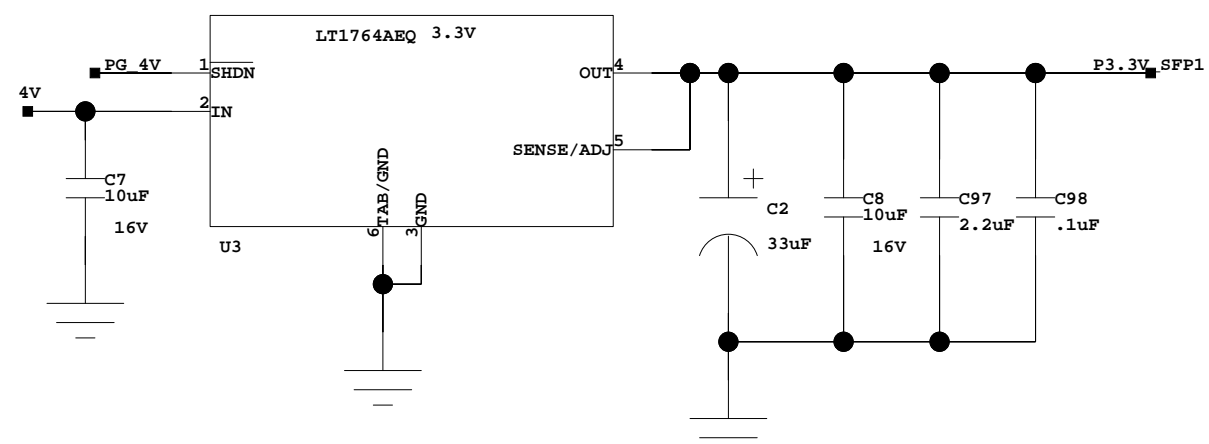 LT1764AEQ 3.3V
PG_4V
1
SHDN
4V
2
IN
OUT
4
P3.3V_SFP1
SENSE/ADJ
5
C7
10uF
16V
TAB/GND
GND
6
3
U3
C2
33uF
C8
10uF
16V
C97
2.2uF
C98
.1uF